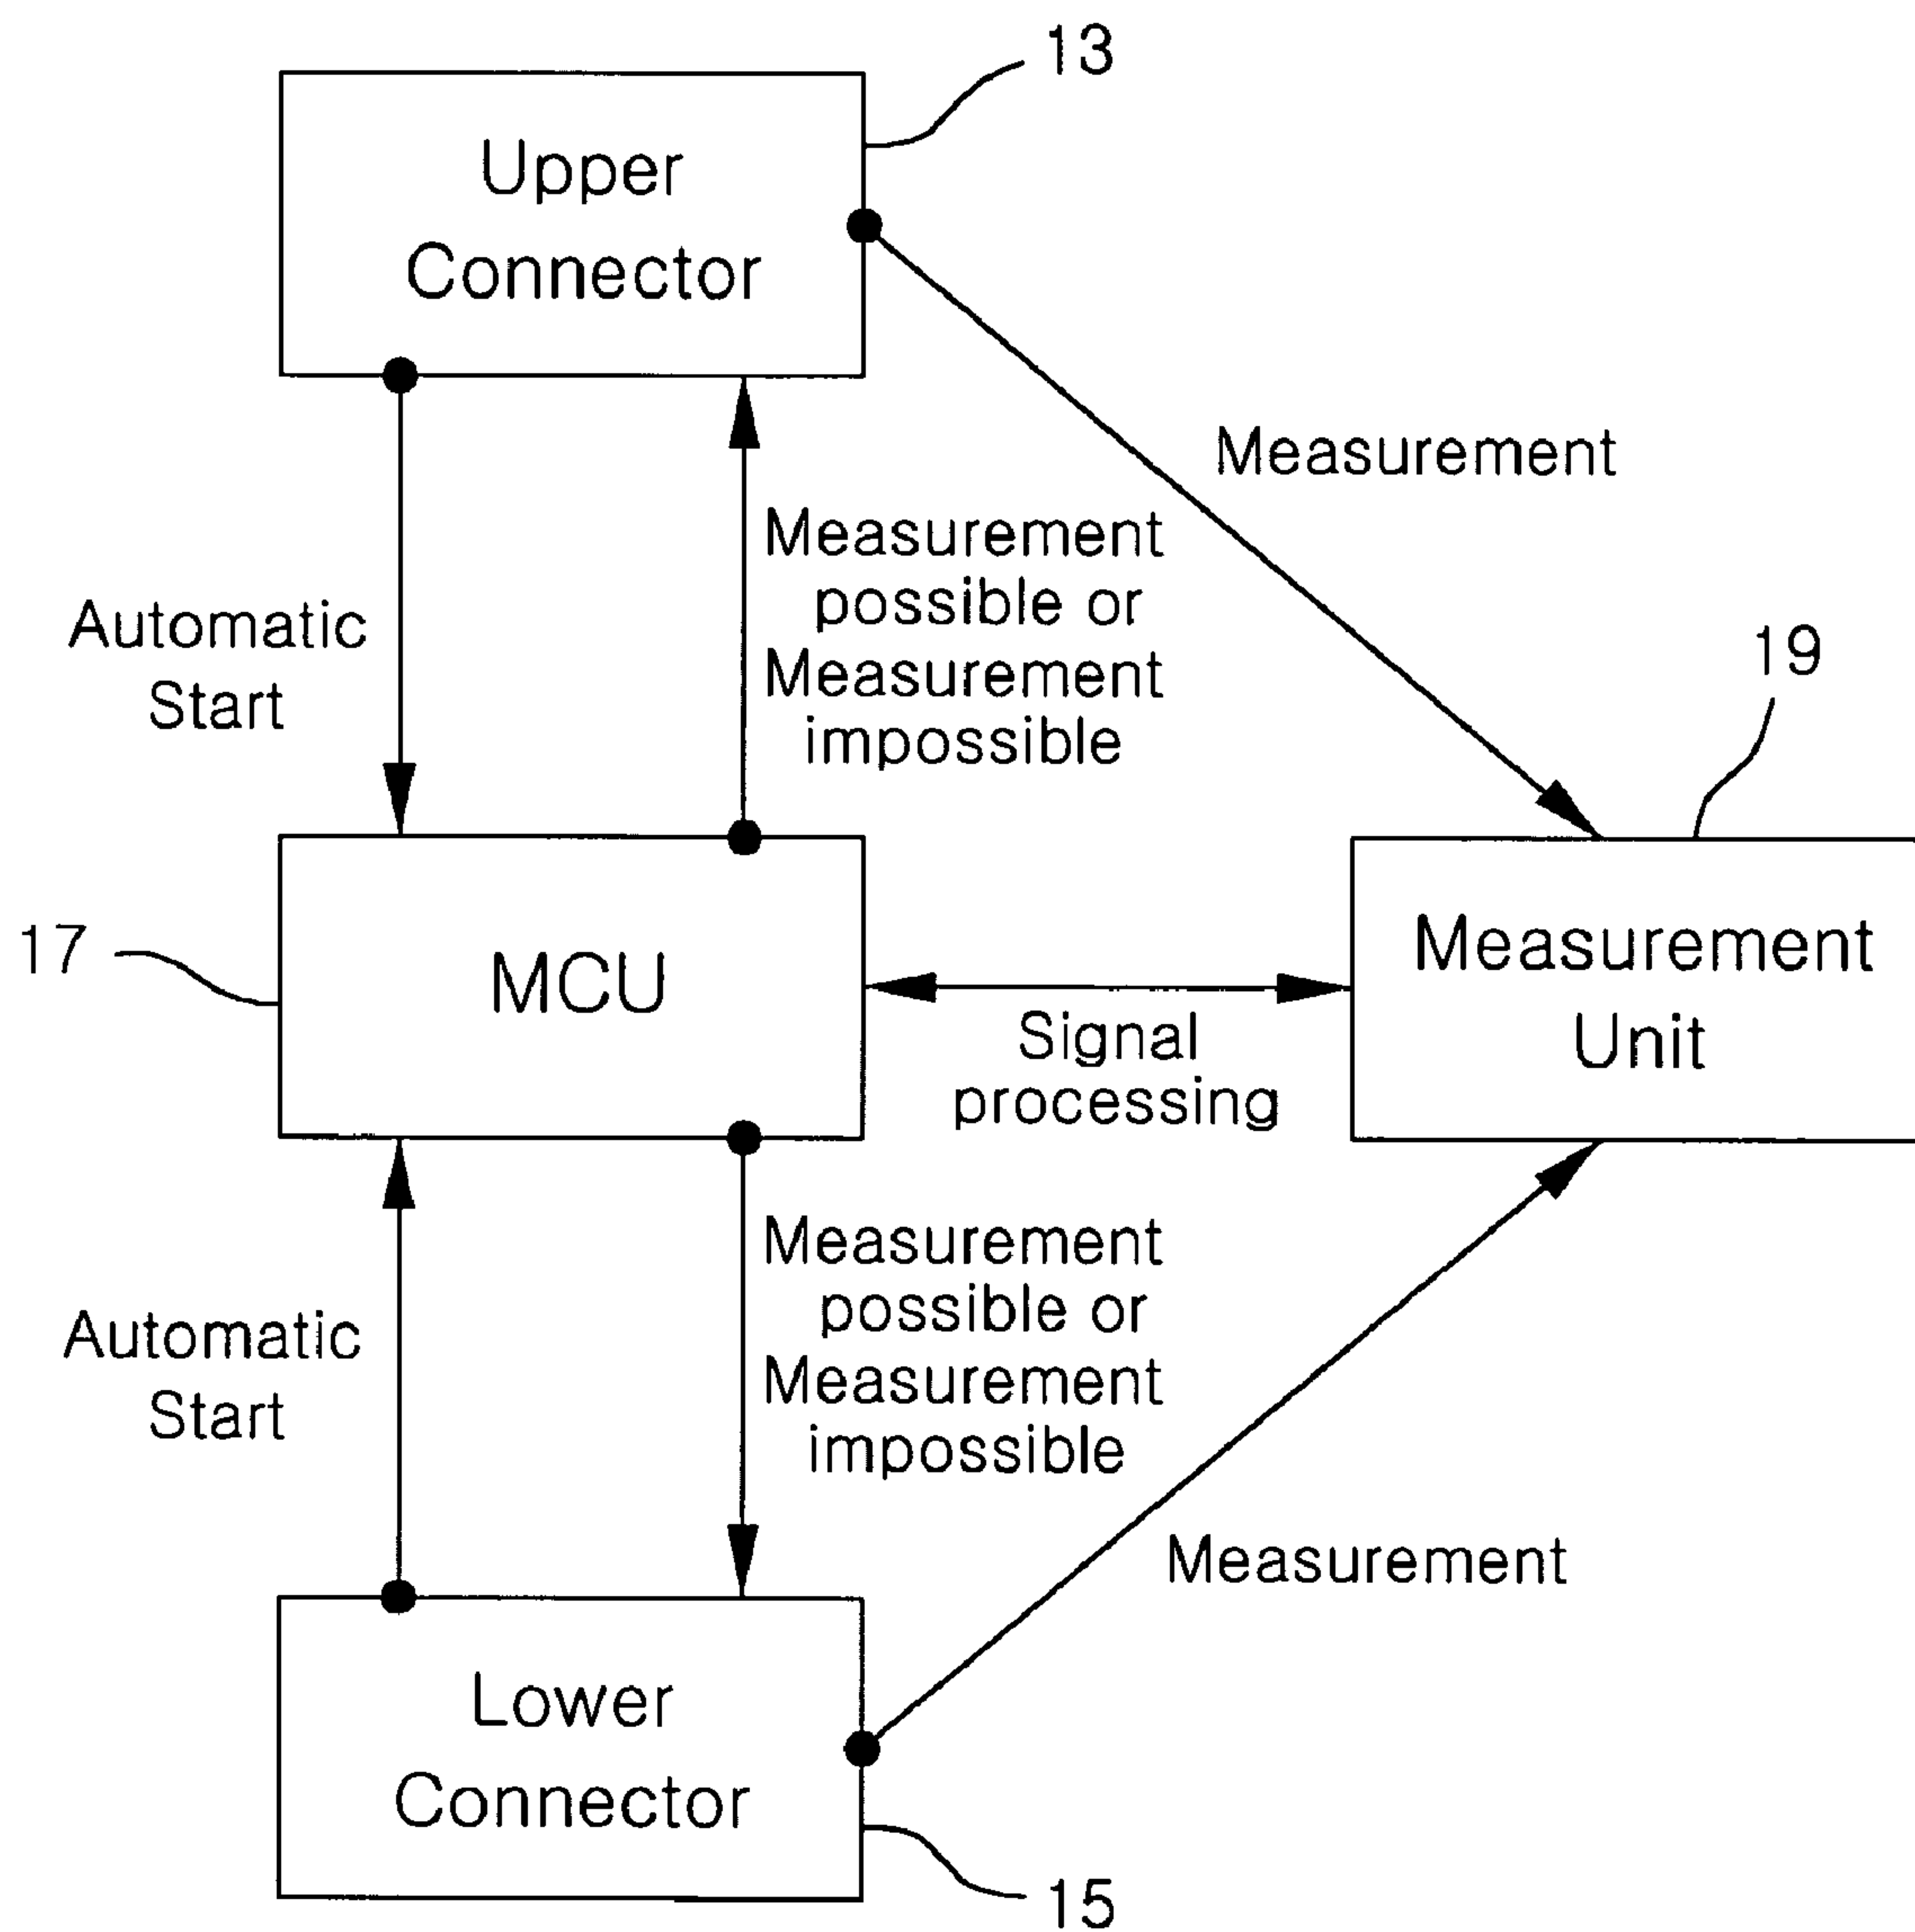 13
Upper
Connector
Measurement
Measurement
possible or
Measurement
impossible
Automatic
Start
19
17
MCU
Measurement
Unit
Signal
processing
Measurement
possible or
Measurement
impossible
Automatic
Start
Measurement
Lower
Connector
15